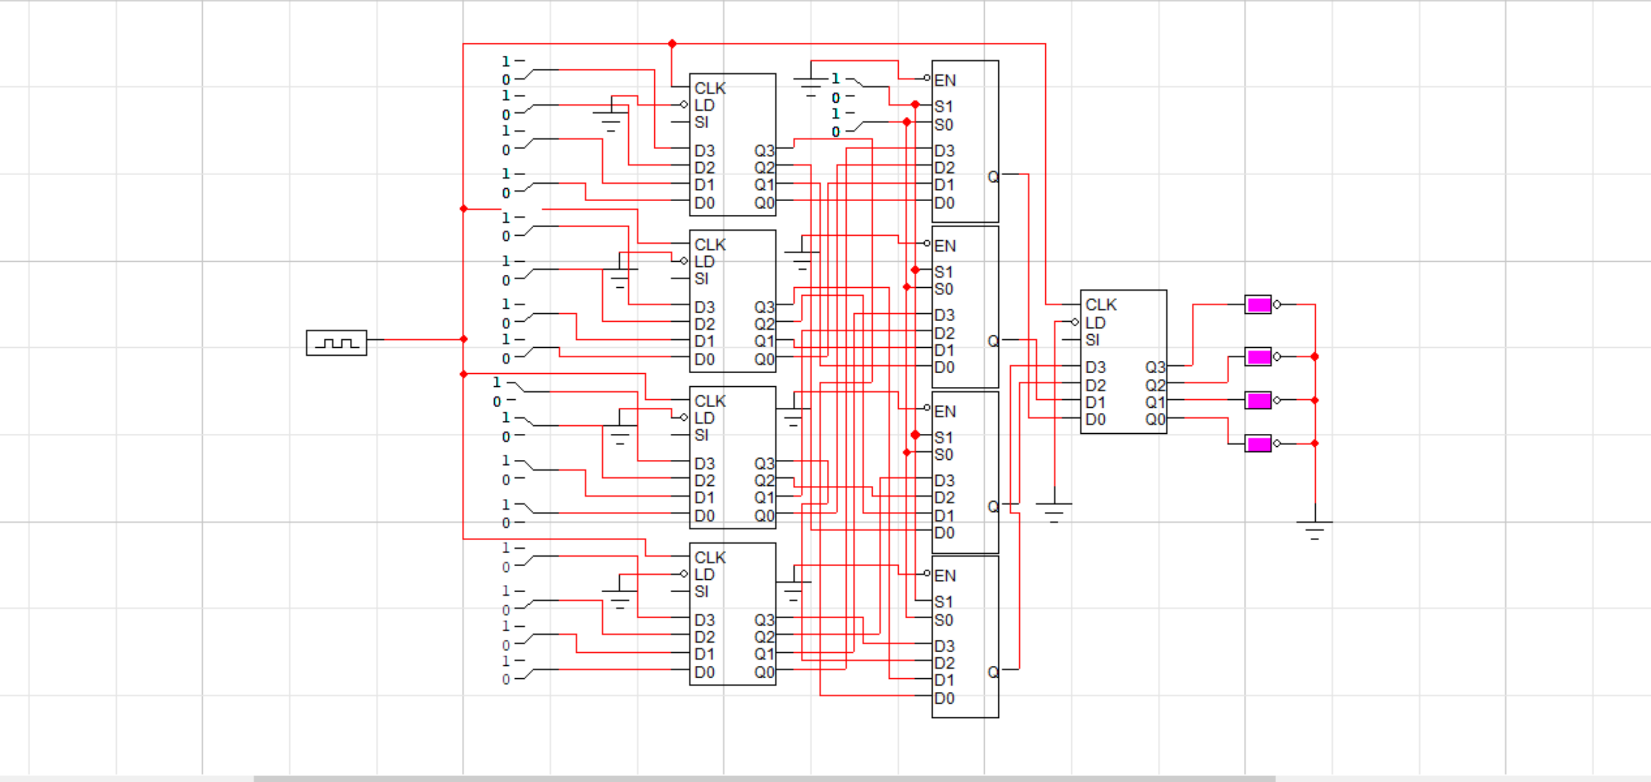 1
0
1
0
1
0
1
0
1
0
1
0
1
0
1
0
1
0
1
0
1
0
1
0
1
0
1
0
1
0
1
0
CLK
LD
SI
D3 Q3
D2 Q2
D1 Q1
D0 Q0
CLK
LD
SI
D3 Q3
D2 Q2
D1 Q1
D0 Q0
CLK
LD
SI
D3 Q3
D2 Q2
D1 Q1
D0 Q0
CLK
LD
SI
D3 Q3
D2 Q2
D1 Q1
D0 Q0
1
0
1
0
EN
S1
S0
D3
D2
Q
D1
D0
EN
S1
S0
D3
D2
Q
D1
D0
EN
S1
S0
D3
D2
Q
D1
D0
EN
S1
S0
D3
D2
Q
D1
D0
CLK
LD
SI
D3 Q3
D2 Q2
D1 Q1
D0 Q0